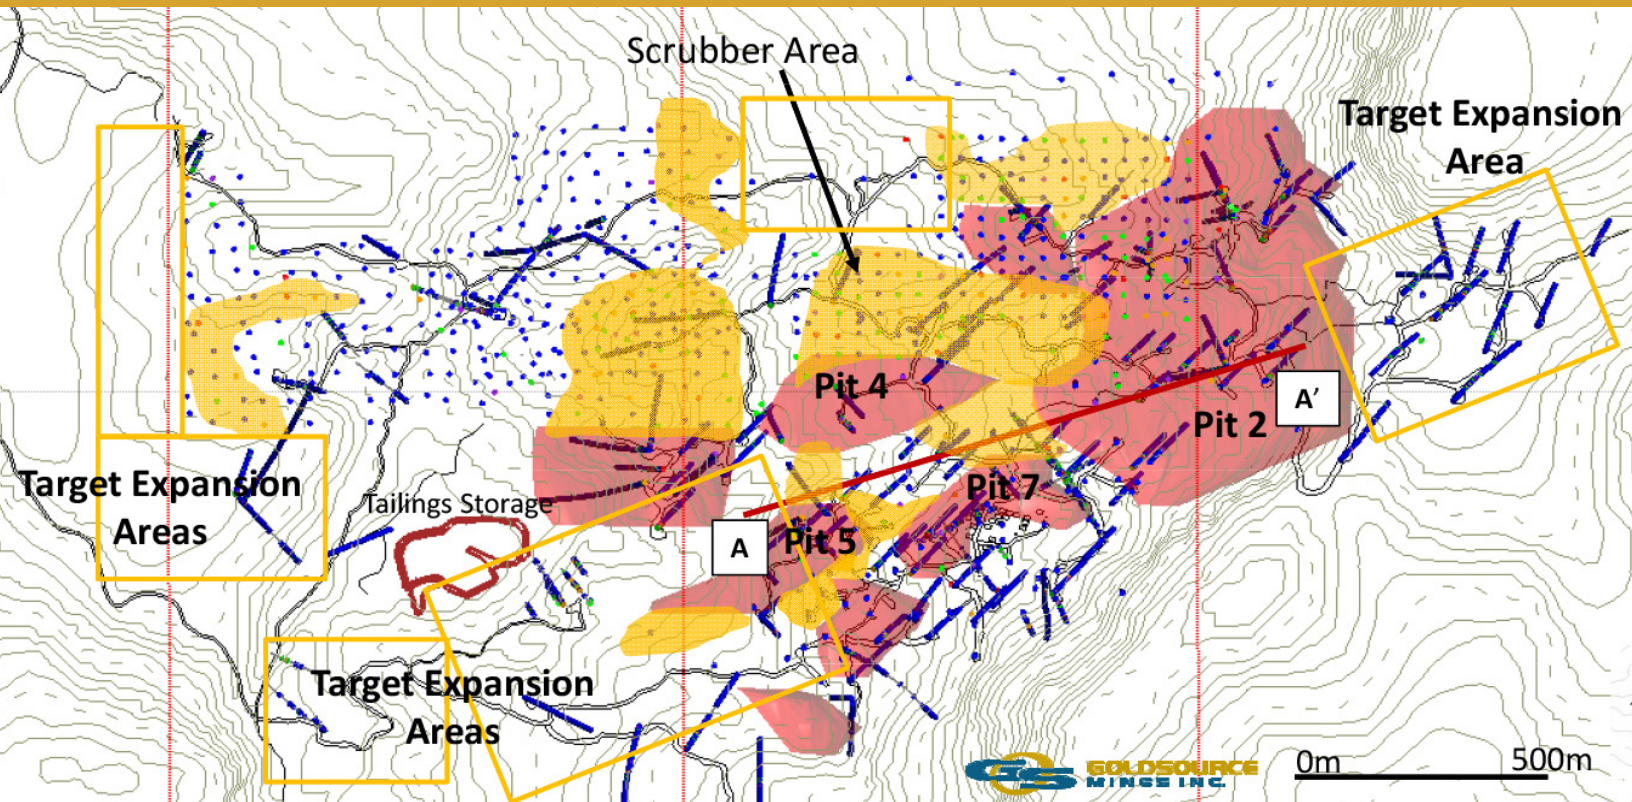 Scrubber Area
Target Expansion
Area
Pit 4
A’
Pit 2
Target Expansion
Areas
Tailings Storage
Pit 7
A
Pit 5
Target Expansion
Areas
GOLDSOURCE
MINES INC.
0m
500m